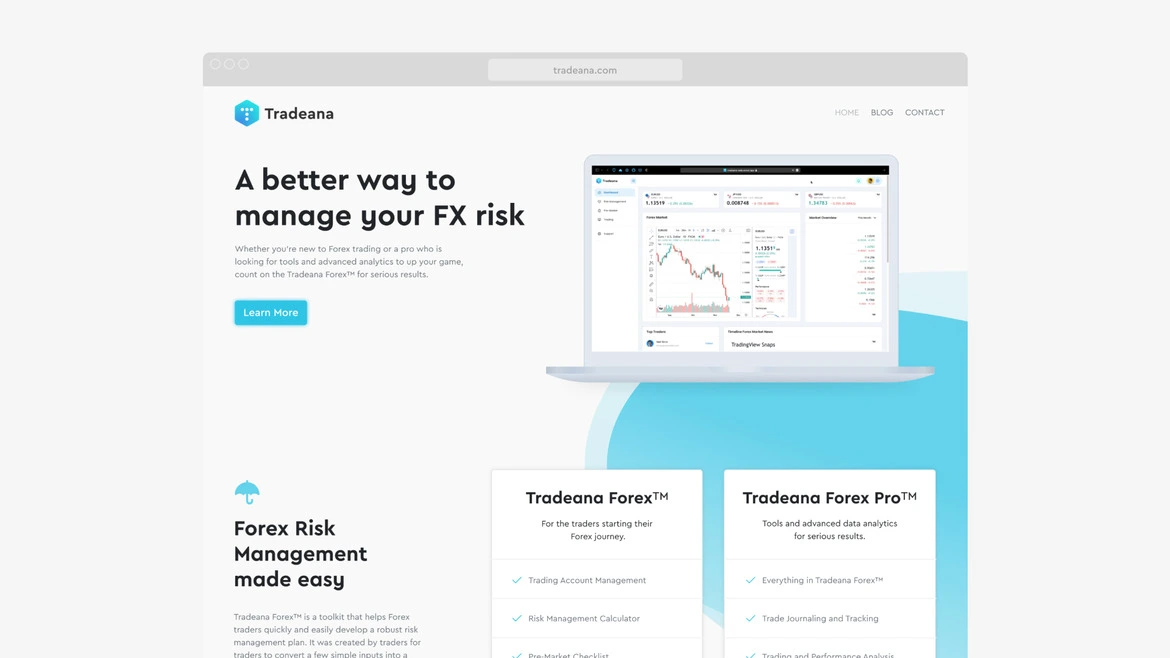 tradeana.com
Tradeana
HOME BLOG CONTACT
A better way to
manage your FX risk
Whether you're new to Forex trading or a pro who is
looking for tools and advanced analytics to up your game,
count on the Tradeana Forex™ for serious results.
Learn More
Tradeana
Forex Market
Market Overview
1.13519
0.008748
1.34783
1.1351
Top Traders
Timeline Forex Market News
TradingView Snaps
Forex Risk
Management
made easy
Tradeana Forex™ is a toolkit that helps Forex
traders quickly and easily develop a robust risk
management plan. It was created by traders for
traders to convert a few simple inputs into a
Tradeana Forex™
For the traders starting their
Forex journey.
Trading Account Management
Risk Management Calculator
Pre-Market Checklist
Tradeana Forex Pro™
Tools and advanced data analytics
for serious results.
Everything in Tradeana Forex™
Trade Journaling and Tracking
Trading and Performance Analysis